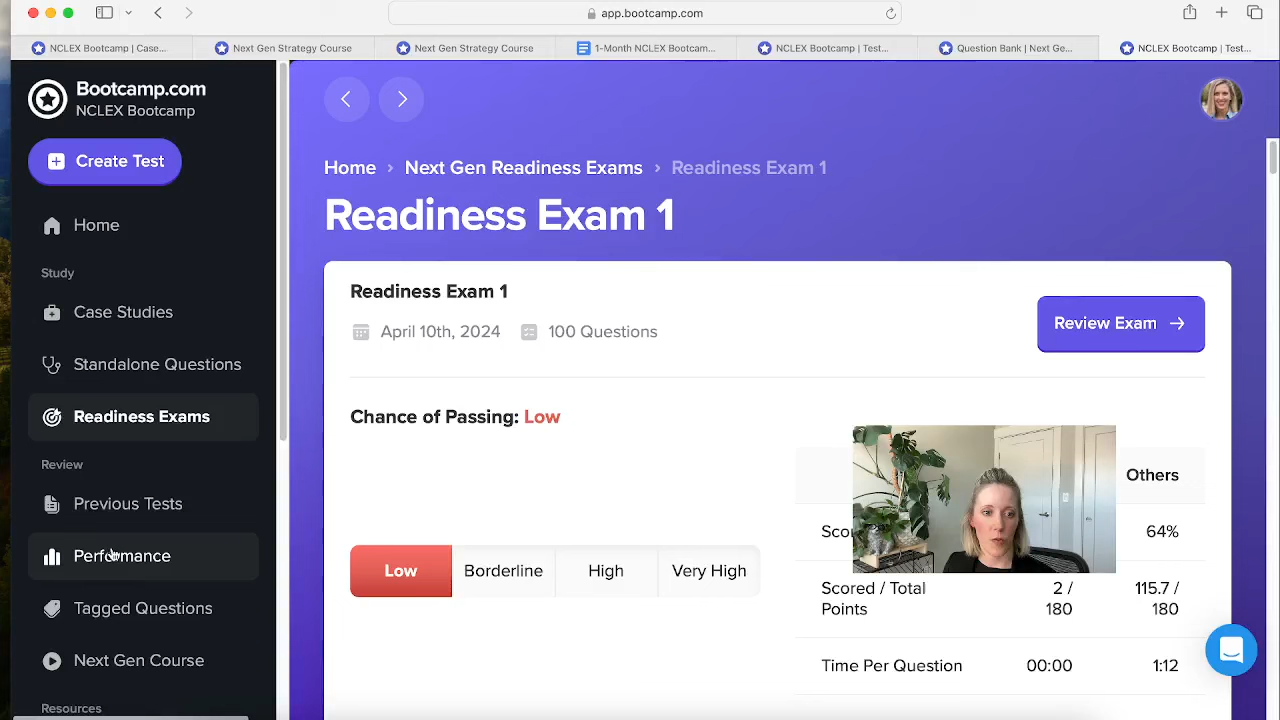 app.bootcamp.com
NCLEX Bootcamp | Case...
Next Gen Strategy Course
Next Gen Strategy Course
1-Month NCLEX Bootcam...
NCLEX Bootcamp | Test...
Question Bank | Next Ge...
NCLEX Bootcamp | Test...
Bootcamp.com
NCLEX Bootcamp
Create Test
Home
Study
Case Studies
Standalone Questions
Readiness Exams
Review
Previous Tests
Performance
Tagged Questions
Next Gen Course
Resources
Home › Next Gen Readiness Exams › Readiness Exam 1
Readiness Exam 1
Readiness Exam 1
April 10th, 2024 100 Questions
Review Exam →
Chance of Passing: Low
Low Borderline High Very High
Others
64%
Scored / Total 2 / 115.7 /
Points 180 180
Time Per Question 00:00 1:12